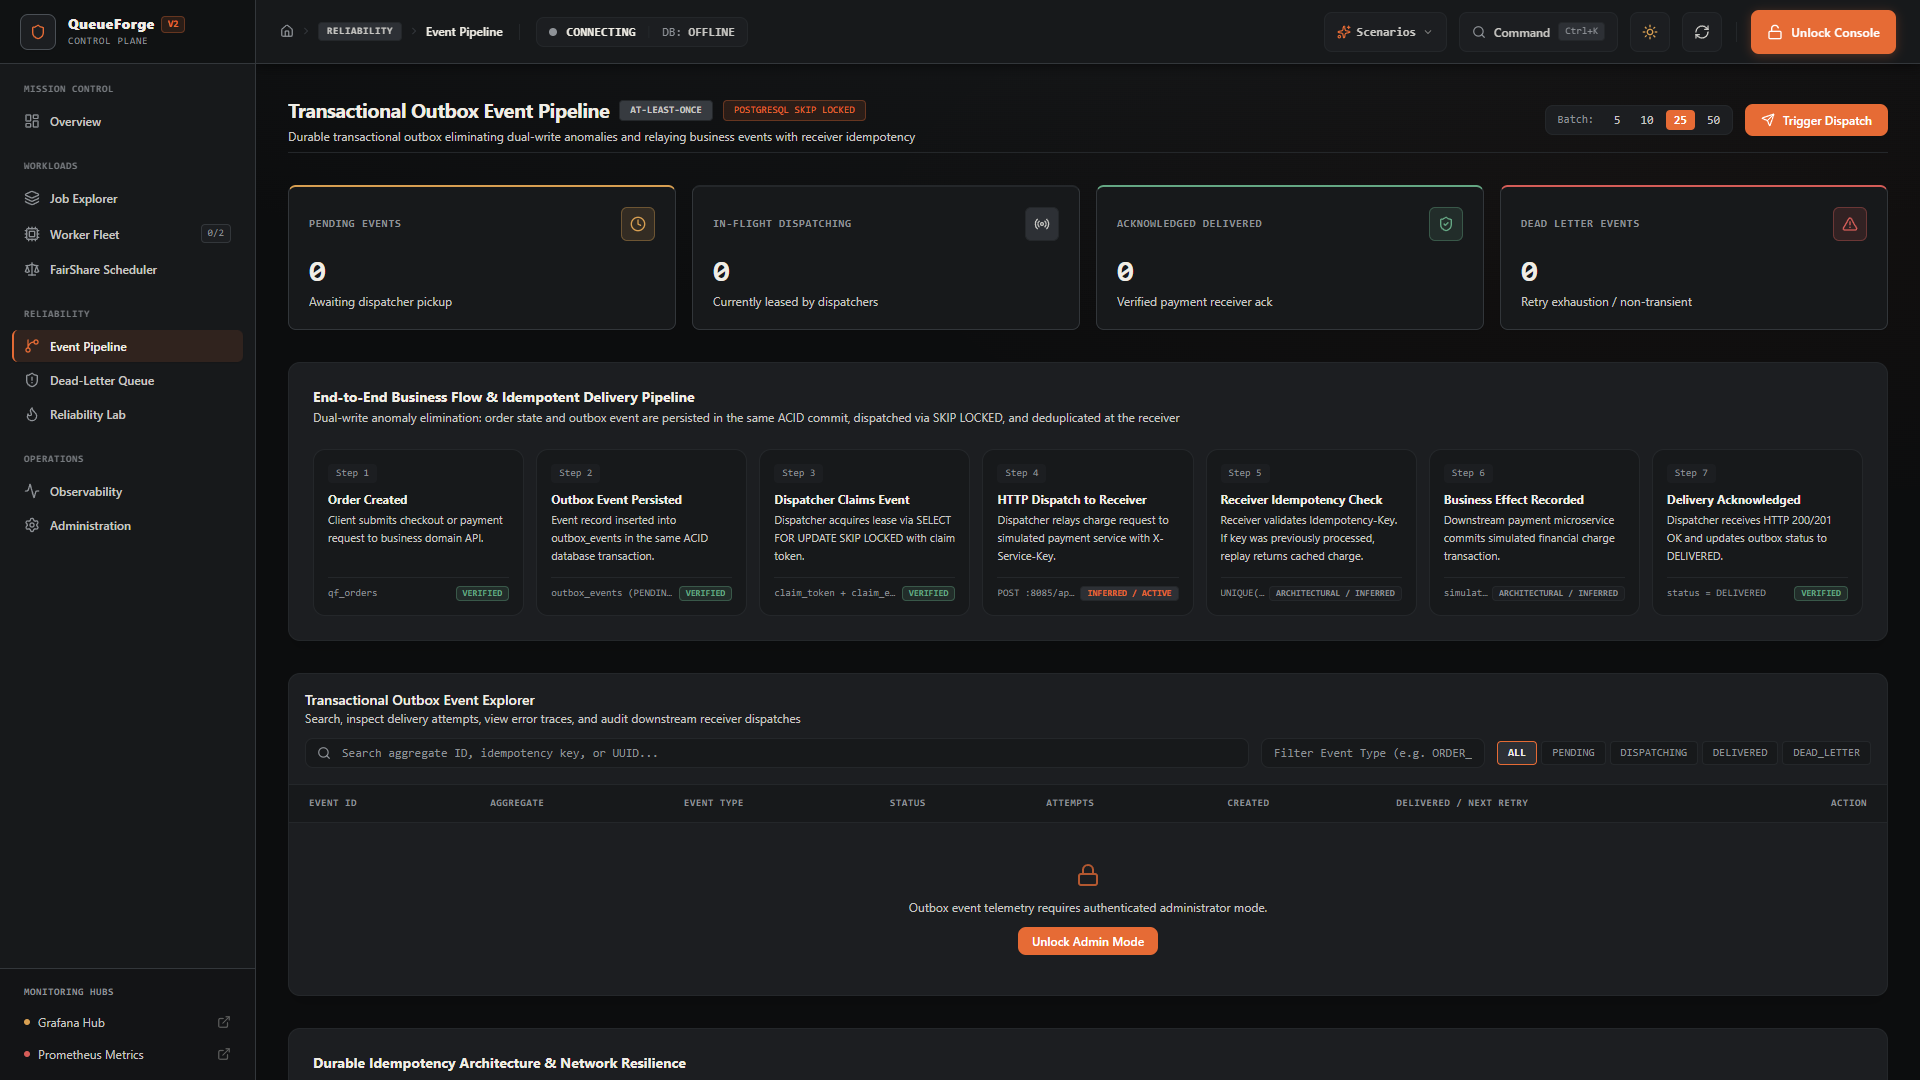 QueueForge V2
CONTROL PLANE
RELIABILITY
Event Pipeline
CONNECTING
DB: OFFLINE
Scenarios
Command Ctrl+K
Unlock Console
MISSION CONTROL
Overview
WORKLOADS
Job Explorer
Worker Fleet 0/2
FairShare Scheduler
RELIABILITY
Event Pipeline
Dead-Letter Queue
Reliability Lab
OPERATIONS
Observability
Administration
MONITORING HUBS
Grafana Hub
Prometheus Metrics
Transactional Outbox Event Pipeline AT-LEAST-ONCE POSTGRESQL SKIP LOCKED
Durable transactional outbox eliminating dual-write anomalies and relaying business events with receiver idempotency
Batch: 5 10 25 50
Trigger Dispatch
PENDING EVENTS
0
Awaiting dispatcher pickup
IN-FLIGHT DISPATCHING
0
Currently leased by dispatchers
ACKNOWLEDGED DELIVERED
0
Verified payment receiver ack
DEAD LETTER EVENTS
0
Retry exhaustion / non-transient
End-to-End Business Flow & Idempotent Delivery Pipeline
Dual-write anomaly elimination: order state and outbox event are persisted in the same ACID commit, dispatched via SKIP LOCKED, and deduplicated at the receiver
Step 1
Order Created
Client submits checkout or payment
request to business domain API.
qf_orders VERIFIED
Step 2
Outbox Event Persisted
Event record inserted into
outbox_events in the same ACID
database transaction.
outbox_events (PENDIN… VERIFIED
Step 3
Dispatcher Claims Event
Dispatcher acquires lease via SELECT
FOR UPDATE SKIP LOCKED with claim
token.
claim_token + claim_e… VERIFIED
Step 4
HTTP Dispatch to Receiver
Dispatcher relays charge request to
simulated payment service with X-
Service-Key.
POST :8085/ap… INFERRED / ACTIVE
Step 5
Receiver Idempotency Check
Receiver validates Idempotency-Key.
If key was previously processed,
replay returns cached charge.
UNIQUE(… ARCHITECTURAL / INFERRED
Step 6
Business Effect Recorded
Downstream payment microservice
commits simulated financial charge
transaction.
simulat… ARCHITECTURAL / INFERRED
Step 7
Delivery Acknowledged
Dispatcher receives HTTP 200/201
OK and updates outbox status to
DELIVERED.
status = DELIVERED VERIFIED
Transactional Outbox Event Explorer
Search, inspect delivery attempts, view error traces, and audit downstream receiver dispatches
Search aggregate ID, idempotency key, or UUID...
Filter Event Type (e.g. ORDER_
ALL PENDING DISPATCHING DELIVERED DEAD_LETTER
EVENT ID AGGREGATE EVENT TYPE STATUS ATTEMPTS CREATED DELIVERED / NEXT RETRY ACTION
Outbox event telemetry requires authenticated administrator mode.
Unlock Admin Mode
Durable Idempotency Architecture & Network Resilience